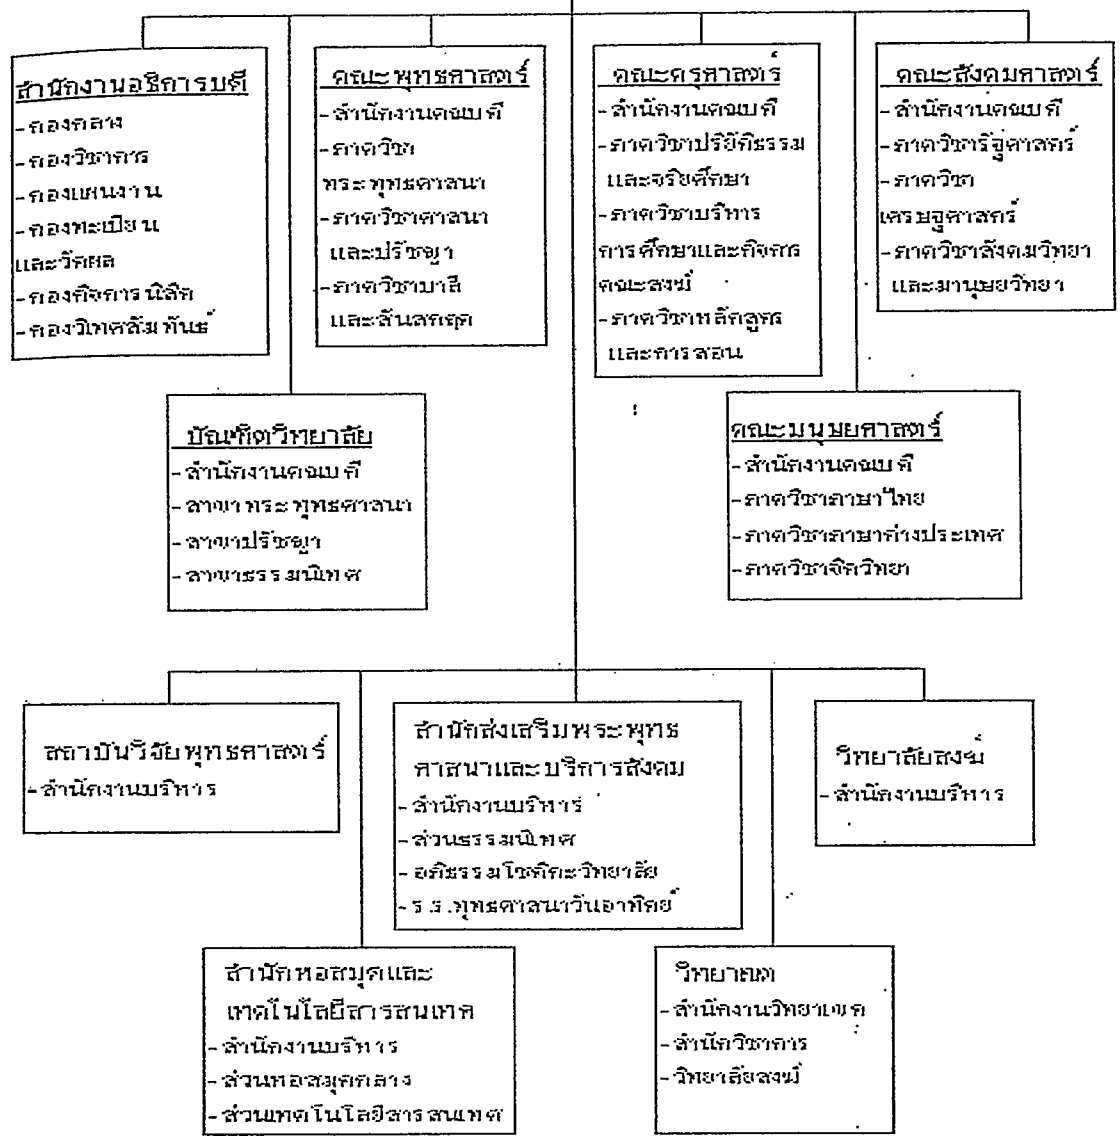 สำนักงานอธิการบดี
-กองกลาง
-กองวิชาการ
-กองแผนงาน
-กองทะเบียน
และวัดผล
-กองกิจการนิสิต
-กองวิเทศสัมพันธ์
คณะพุทธศาสตร์
-สำนักงานคณบดี
-ภาควิชา
พระพุทธศาสนา
-ภาควิชาศาสนา
และปรัชญา
-ภาควิชาบาลี
และสันสกฤต
คณะครุศาสตร์
-สำนักงานคณบดี
-ภาควิชาปริยัติธรรม
และจริยศึกษา
-ภาควิชาบริหาร
การศึกษาและกิจการ
คณะสงฆ์
-ภาควิชาหลักสูตร
และการสอน
คณะสังคมศาสตร์
-สำนักงานคณบดี
-ภาควิชารัฐศาสตร์
-ภาควิชา
เศรษฐศาสตร์
-ภาควิชาสังคมวิทยา
และมานุษยวิทยา
บัณฑิตวิทยาลัย
-สำนักงานคณบดี
-สาขาพระพุทธศาสนา
-สาขาปรัชญา
-สาขาธรรมนิเทศ
คณะมนุษยศาสตร์
-สำนักงานคณบดี
-ภาควิชาภาษาไทย
-ภาควิชาภาษาต่างประเทศ
-ภาควิชาจิตวิทยา
สถาบันวิจัยพุทธศาสตร์
-สำนักงานบริหาร
สำนักส่งเสริมพระพุทธ
ศาสนาและบริการสังคม
-สำนักงานบริหาร
-ส่วนธรรมนิเทศ
-อภิธรรมโชติกะวิทยาลัย
-ร.ร.พุทธศาสนาวันอาทิตย์
วิทยาลัยสงฆ์
-สำนักงานบริหาร
สำนักหอสมุดและ
เทคโนโลยีสารสนเทศ
-สำนักงานบริหาร
-ส่วนหอสมุดกลาง
-ส่วนเทคโนโลยีสารสนเทศ
วิทยาเขต
-สำนักงานวิทยาเขต
-สำนักวิชาการ
-วิทยาลัยสงฆ์